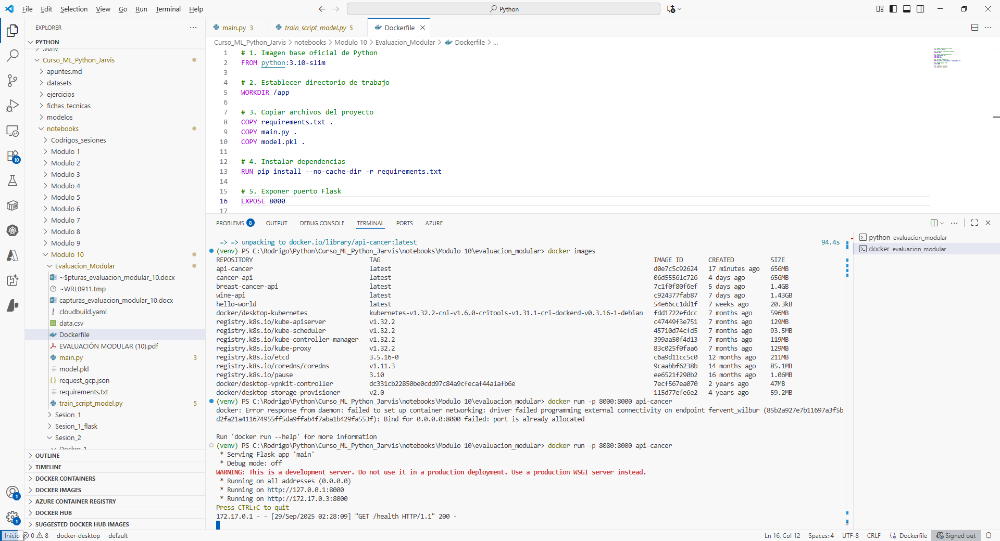 File Edit Selection View Go Run Terminal Help
Python
EXPLORER
PYTHON
.venv
Curso_ML_Python_Jarvis
apuntes.md
datasets
ejercicios
fichas_tecnicas
modelos
notebooks
Codrigos_sesiones
Modulo 1
Modulo 2
Modulo 3
Modulo 4
Modulo 5
Modulo 6
Modulo 7
Modulo 8
Modulo 9
Modulo 10
Evaluacion_Modular
~$pturas_evaluacion_modular_10.docx
~WRL0911.tmp
capturas_evaluacion_modular_10.docx
cloudbuild.yaml
data.csv
Dockerfile
EVALUACIÓN MODULAR (10).pdf
main.py 3
model.pkl
request_gcp.json
requirements.txt
train_script_model.py 5
Sesion_1
Sesion_1_flask
Sesion_2
Docker_1
OUTLINE
TIMELINE
DOCKER CONTAINERS
DOCKER IMAGES
AZURE CONTAINER REGISTRY
DOCKER HUB
SUGGESTED DOCKER HUB IMAGES
10
1
1
main.py 3 train_script_model.py 5 Dockerfile
Curso_ML_Python_Jarvis > notebooks > Modulo 10 > Evaluacion_Modular > Dockerfile > ...
1 # 1. Imagen base oficial de Python
2 FROM python:3.10-slim
3
4 # 2. Establecer directorio de trabajo
5 WORKDIR /app
6
7 # 3. Copiar archivos del proyecto
8 COPY requirements.txt .
9 COPY main.py .
10 COPY model.pkl .
11
12 # 4. Instalar dependencias
13 RUN pip install --no-cache-dir -r requirements.txt
14
15 # 5. Exponer puerto Flask
16 EXPOSE 8000
17
PROBLEMS 8 OUTPUT DEBUG CONSOLE TERMINAL PORTS AZURE
=> => unpacking to docker.io/library/api-cancer:latest 94.4s
(venv) PS C:\Rodrigo\Python\Curso_ML_Python_Jarvis\notebooks\Modulo 10\evaluacion_modular> docker images
REPOSITORY TAG IMAGE ID CREATED SIZE
api-cancer latest d0e7c5c92624 17 minutes ago 656MB
cancer-api latest 06d55561c726 4 days ago 656MB
breast-cancer-api latest 7c1f0f80f6ef 5 days ago 1.4GB
wine-api latest c924377fab87 7 days ago 1.43GB
hello-world latest 54e66cc1dd1f 7 weeks ago 20.3kB
docker/desktop-kubernetes kubernetes-v1.32.2-cni-v1.6.0-critools-v1.31.1-cri-dockerd-v0.3.16-1-debian fdd1722efdcc 7 months ago 596MB
registry.k8s.io/kube-apiserver v1.32.2 c47449f3e751 7 months ago 129MB
registry.k8s.io/kube-scheduler v1.32.2 45710d74cfd5 7 months ago 93.5MB
registry.k8s.io/kube-controller-manager v1.32.2 399aa50f4d13 7 months ago 119MB
registry.k8s.io/kube-proxy v1.32.2 83c025f0faa6 7 months ago 129MB
registry.k8s.io/etcd 3.5.16-0 c6a9d11cc5c0 12 months ago 211MB
registry.k8s.io/coredns/coredns v1.11.3 9caabbf6238b 14 months ago 85.1MB
registry.k8s.io/pause 3.10 ee6521f290b2 16 months ago 1.06MB
docker/desktop-vpnkit-controller dc331cb22850be0cdd97c84a9cfecaf44a1afb6e 7ecf567ea070 2 years ago 47MB
docker/desktop-storage-provisioner v2.0 115d77efe6e2 4 years ago 59.2MB
(venv) PS C:\Rodrigo\Python\Curso_ML_Python_Jarvis\notebooks\Modulo 10\evaluacion_modular> docker run -p 8000:8000 api-cancer
docker: Error response from daemon: failed to set up container networking: driver failed programming external connectivity on endpoint fervent_wilbur (85b2a927e7b11697a3f5b
d2fa21a411674955ff5da9ffab4f7aba1b429fa553f): Bind for 0.0.0.0:8000 failed: port is already allocated
Run 'docker run --help' for more information
(venv) PS C:\Rodrigo\Python\Curso_ML_Python_Jarvis\notebooks\Modulo 10\evaluacion_modular> docker run -p 8080:8000 api-cancer
* Serving Flask app 'main'
* Debug mode: off
WARNING: This is a development server. Do not use it in a production deployment. Use a production WSGI server instead.
* Running on all addresses (0.0.0.0)
* Running on http://127.0.0.1:8000
* Running on http://172.17.0.3:8000
Press CTRL+C to quit
172.17.0.1 - - [29/Sep/2025 02:28:09] "GET /health HTTP/1.1" 200 -
python evaluacion_modular
docker evaluacion_modular
Inicio 0 8 docker-desktop default
Ln 16, Col 12 Spaces: 4 UTF-8 CRLF Dockerfile Signed out